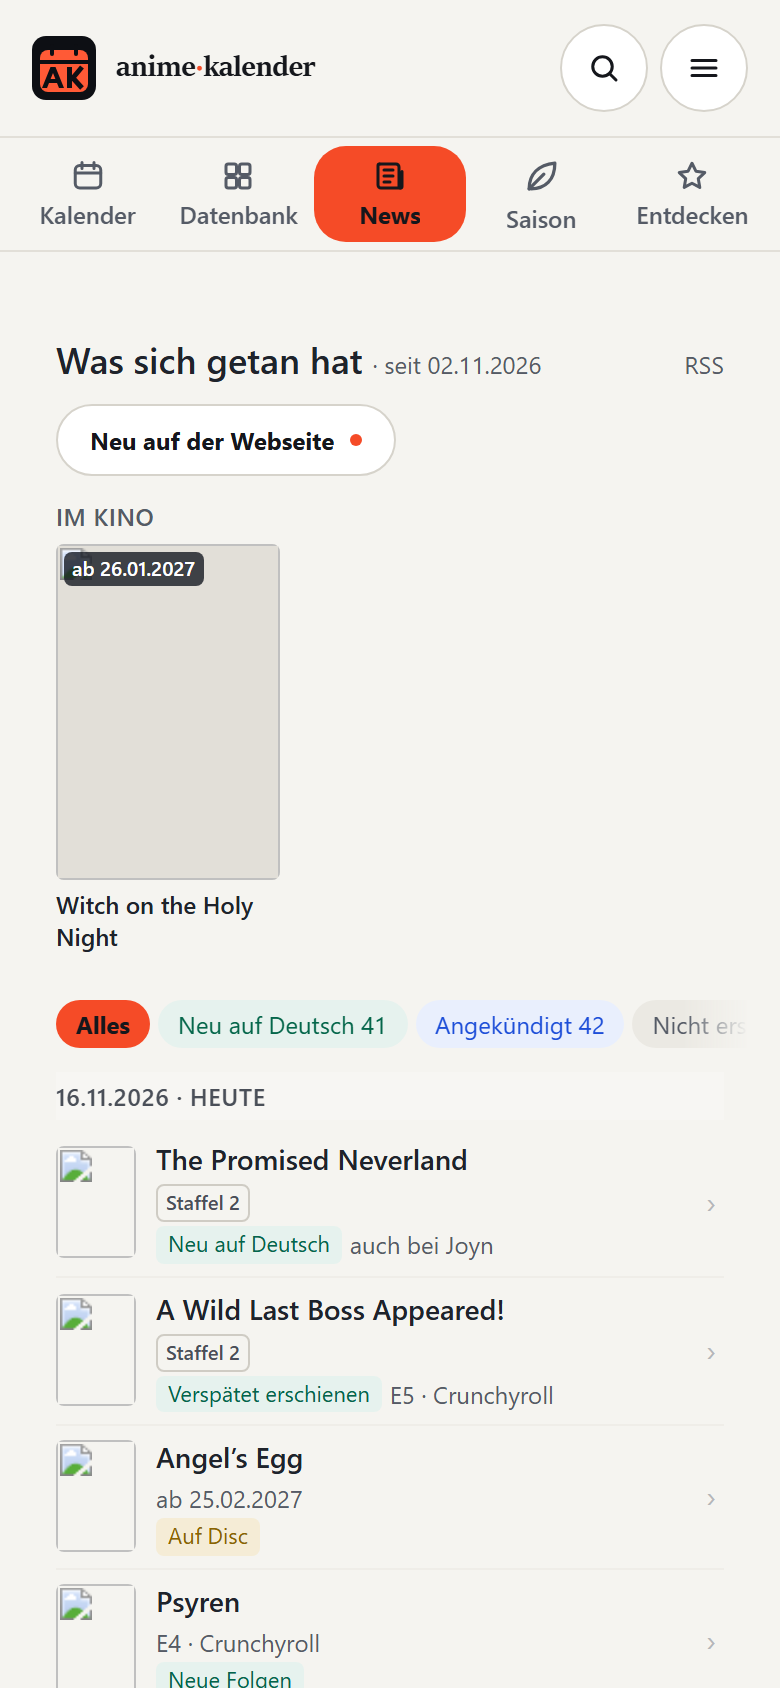 AK
anime·kalender
Kalender
Datenbank
News
Saison
Entdecken
Was sich getan hat · seit 02.11.2026
RSS
Neu auf der Webseite
IM KINO
ab 26.01.2027
Witch on the Holy
Night
Alles
Neu auf Deutsch 41
Angekündigt 42
Nicht ers
16.11.2026 · HEUTE
The Promised Neverland
Staffel 2
Neu auf Deutsch auch bei Joyn
A Wild Last Boss Appeared!
Staffel 2
Verspätet erschienen E5 · Crunchyroll
Angel’s Egg
ab 25.02.2027
Auf Disc
Psyren
E4 · Crunchyroll
Neue Folgen